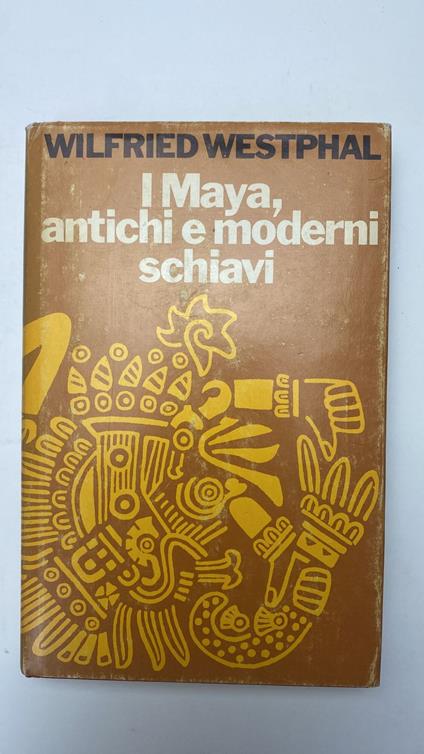 WILFRIED WESTPHAL
I Maya,
antichi e moderni
schiavi